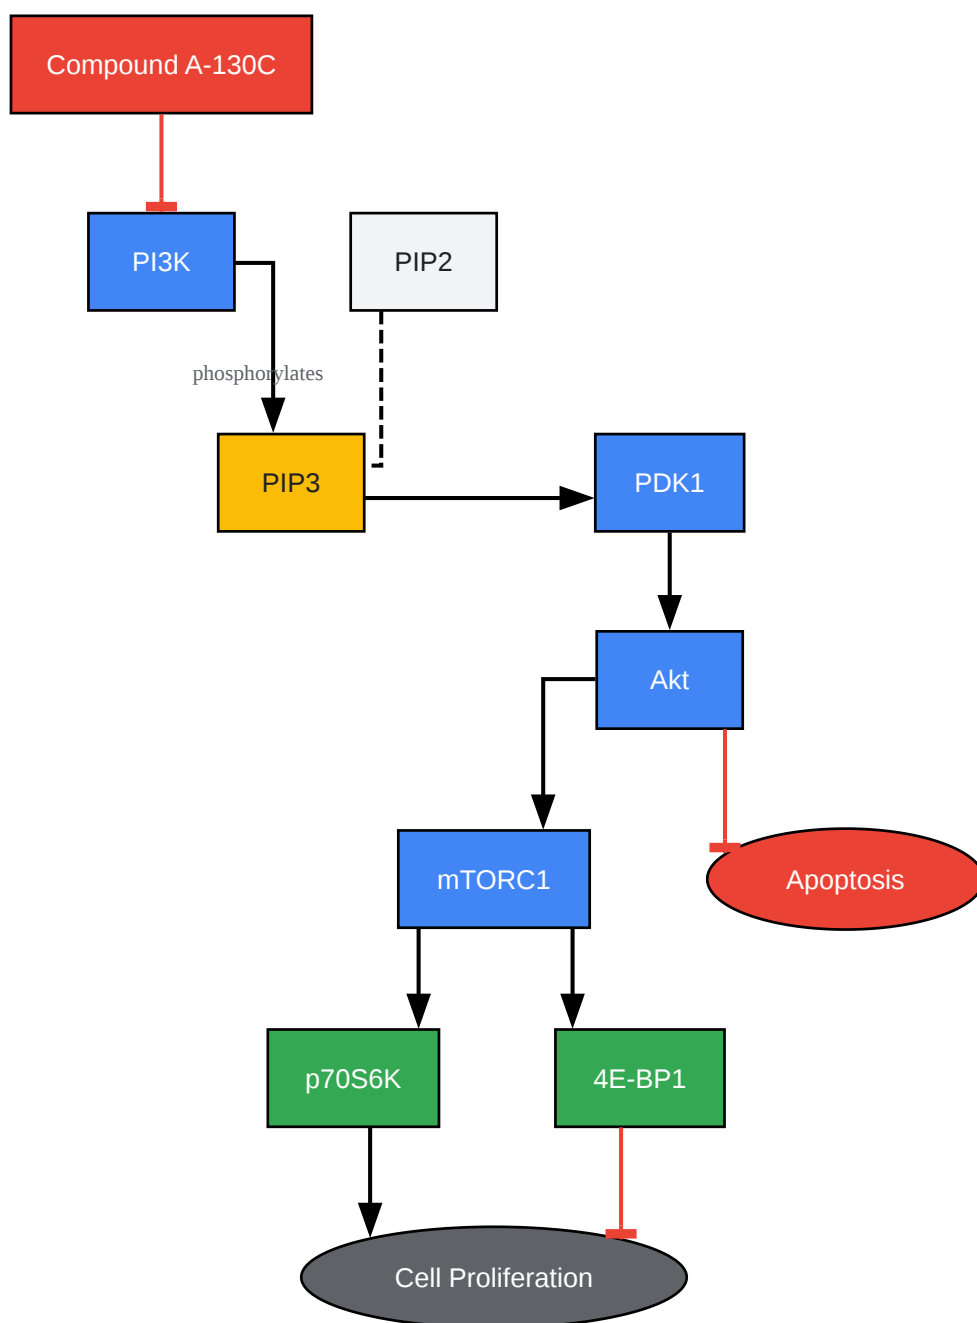 Compound A-130C
PI3K
PIP2
phosphorylates
PIP3
PDK1
Akt
mTORC1
Apoptosis
p70S6K
4E-BP1
Cell Proliferation